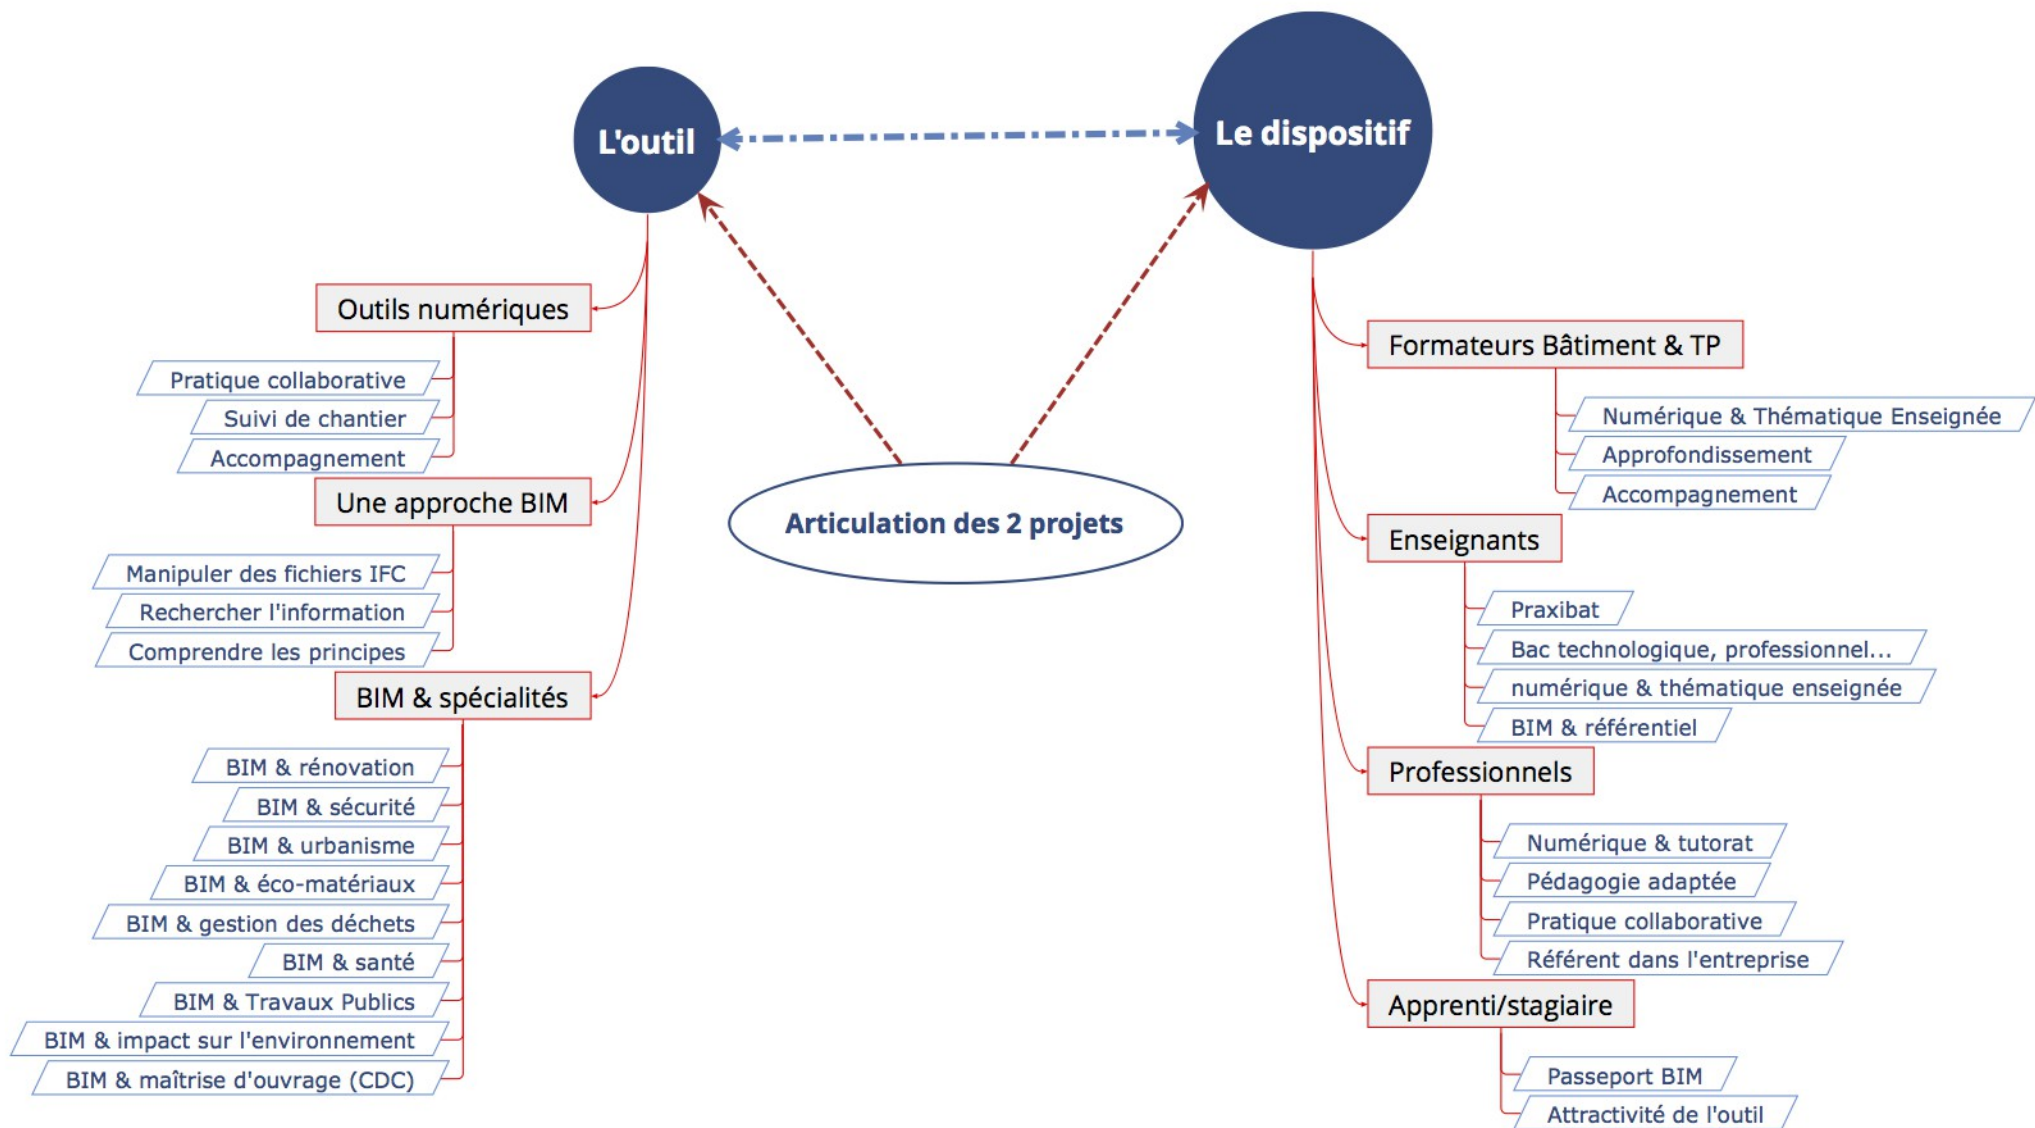 L'outil
Le dispositif
Articulation des 2 projets
Outils numériques
Pratique collaborative
Suivi de chantier
Accompagnement
Une approche BIM
Manipuler des fichiers IFC
Rechercher l'information
Comprendre les principes
BIM & spécialités
BIM & rénovation
BIM & sécurité
BIM & urbanisme
BIM & éco-matériaux
BIM & gestion des déchets
BIM & santé
BIM & Travaux Publics
BIM & impact sur l'environnement
BIM & maîtrise d'ouvrage (CDC)
Formateurs Bâtiment & TP
Numérique & Thématique Enseignée
Approfondissement
Accompagnement
Enseignants
Praxibat
Bac technologique, professionnel...
numérique & thématique enseignée
BIM & référentiel
Professionnels
Numérique & tutorat
Pédagogie adaptée
Pratique collaborative
Référent dans l'entreprise
Apprenti/stagiaire
Passeport BIM
Attractivité de l'outil